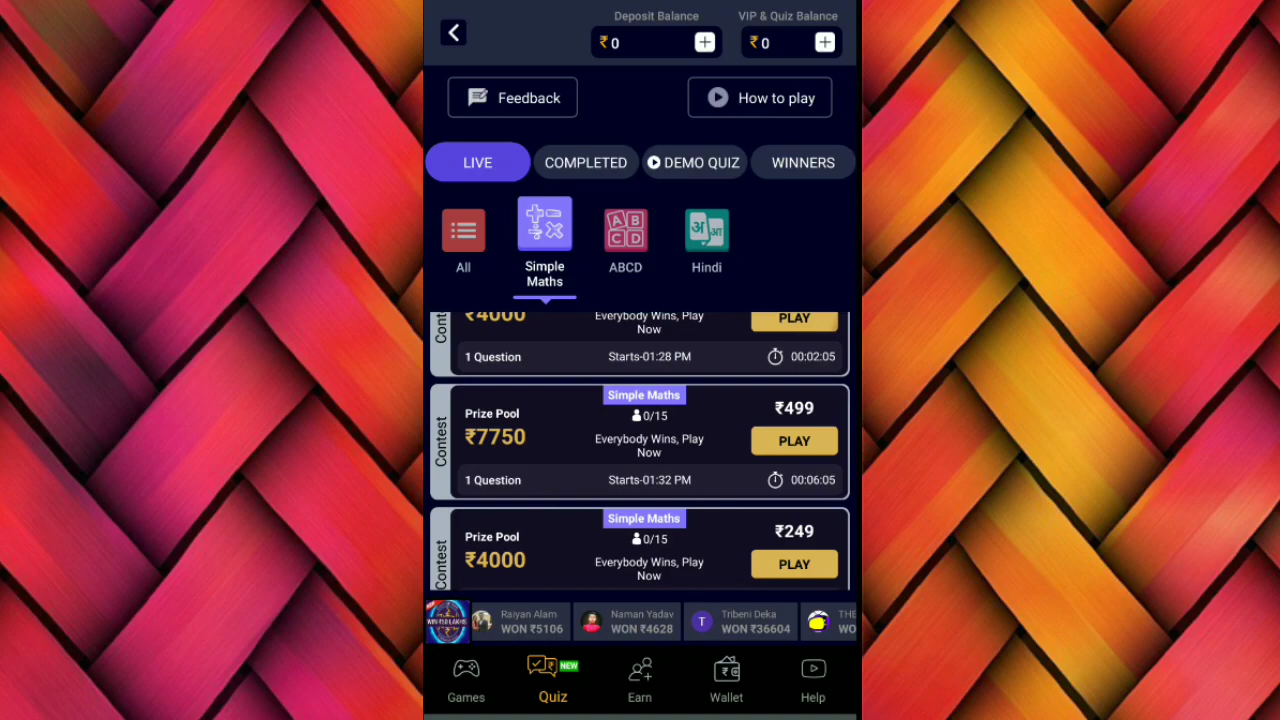 Deposit Balance
VIP & Quiz Balance
₹ 0
₹ 0
Feedback
How to play
LIVE
COMPLETED
DEMO QUIZ
WINNERS
A B
C D
अ
All
Simple
Maths
ABCD
Hindi
₹4000
Everybody Wins, Play
Now
PLAY
1 Question
Starts-01:28 PM
00:02:05
Contest
Simple Maths
Prize Pool
0/15
₹499
₹7750
Everybody Wins, Play
Now
PLAY
1 Question
Starts-01:32 PM
00:06:05
Contest
Simple Maths
Prize Pool
0/15
₹249
₹4000
Everybody Wins, Play
Now
PLAY
Raiyan Alam
WON ₹5106
Naman Yadav
WON ₹4628
T
Tribeni Deka
WON ₹36604
THE
WO
NEW
Games
Quiz
Earn
Wallet
Help